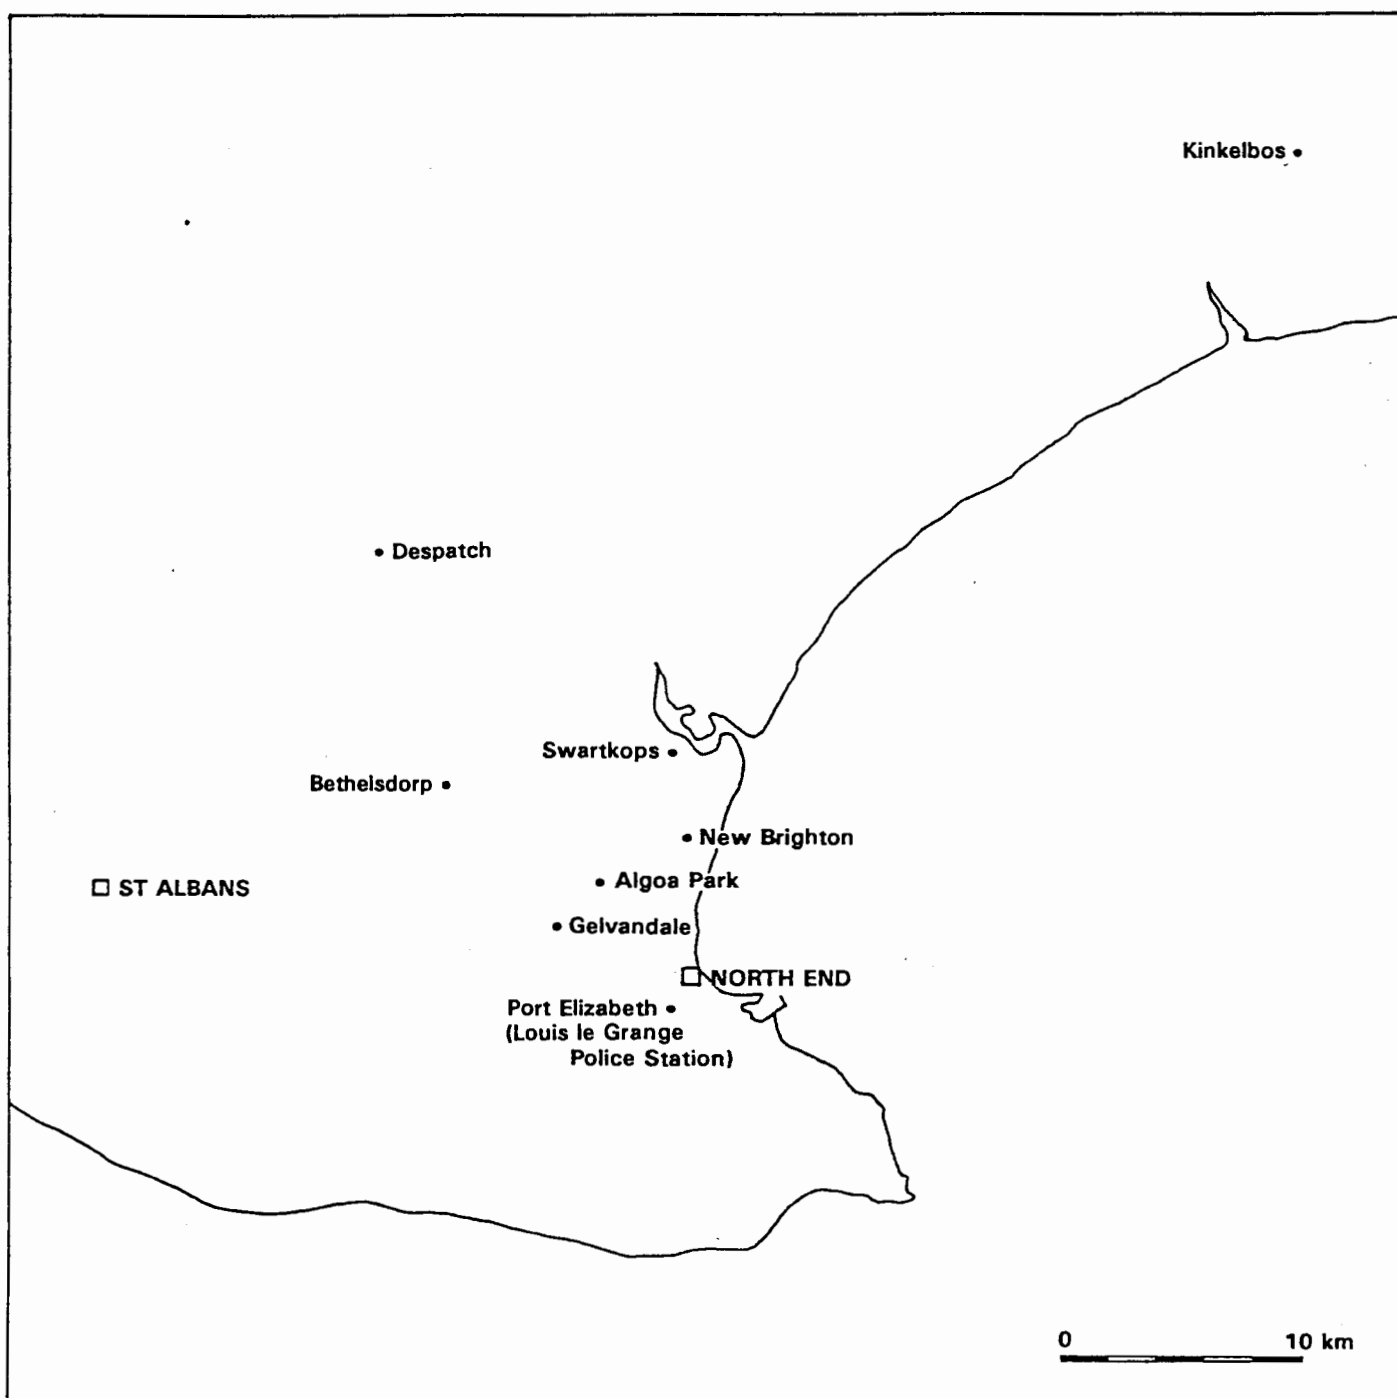 Kinkelbos
Despatch
Swartkops
Bethelsdorp
New Brighton
ST ALBANS
Algoa Park
Gelvandale
NORTH END
Port Elizabeth
(Louis le Grange
Police Station)
0 10 km